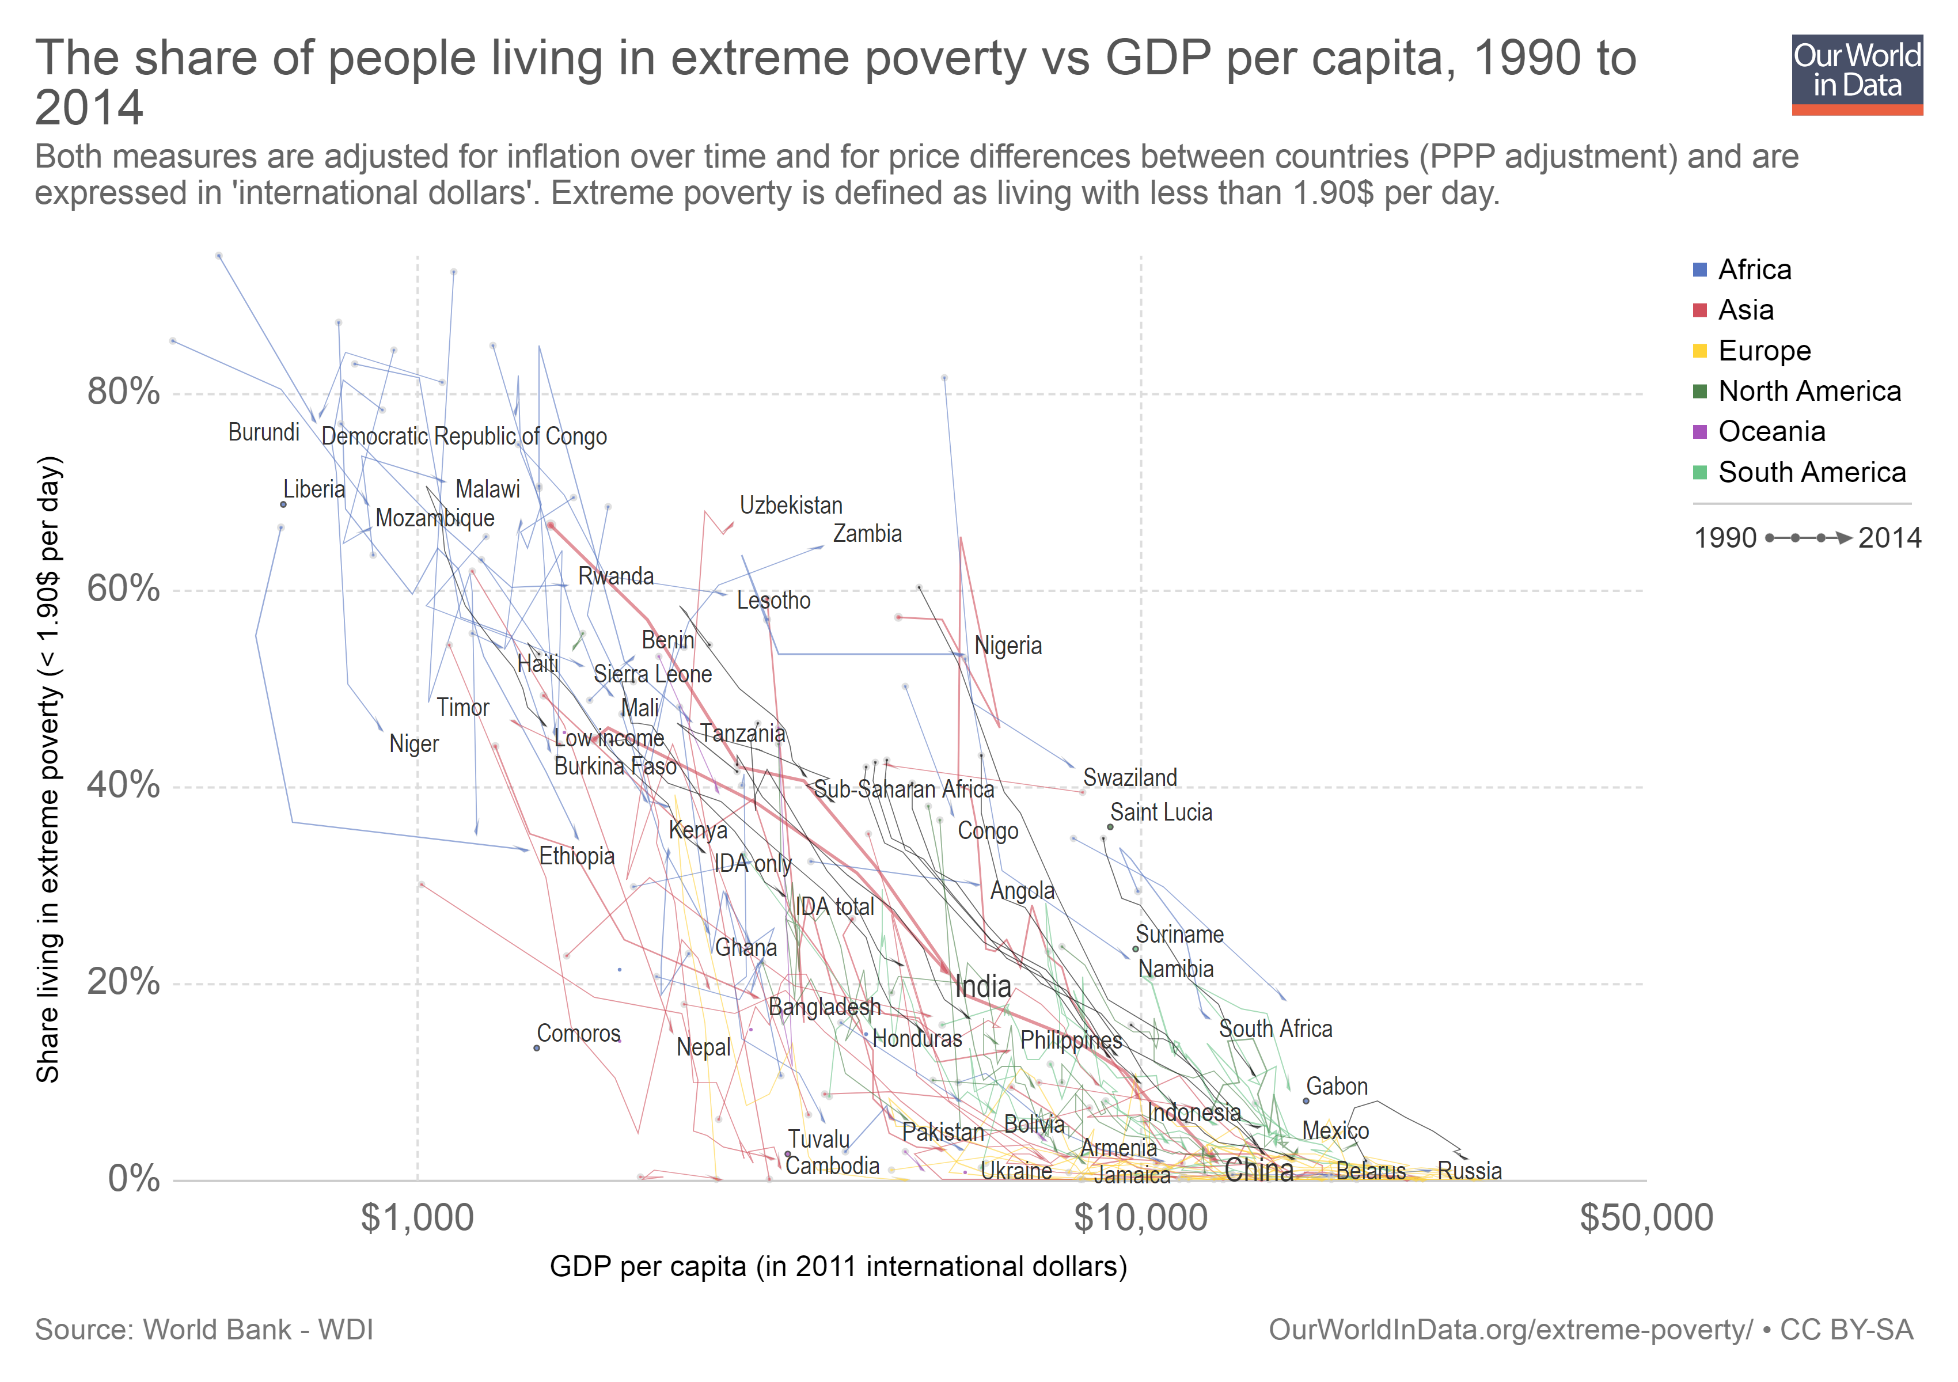 The share of people living in extreme poverty vs GDP per capita, 1990 to
2014
Our World
in Data
Both measures are adjusted for inflation over time and for price differences between countries (PPP adjustment) and are
expressed in 'international dollars'. Extreme poverty is defined as living with less than 1.90$ per day.
Africa
Asia
Europe
North America
Oceania
South America
1990
2014
Share living in extreme poverty (< 1.90$ per day)
80%
60%
40%
20%
0%
Burundi
Democratic Republic of Congo
Liberia
Malawi
Mozambique
Uzbekistan
Zambia
Rwanda
Lesotho
Benin
Nigeria
Haiti
Sierra Leone
Timor
Mali
Niger
Low income
Tanzania
Burkina Faso
Sub-Saharan Africa
Swaziland
Saint Lucia
Kenya
Congo
Ethiopia
IDA only
Angola
IDA total
Ghana
Suriname
Namibia
India
Bangladesh
Comoros
Nepal
Honduras
Philippines
South Africa
Gabon
Indonesia
Bolivia
Pakistan
Mexico
Tuvalu
Cambodia
Armenia
Ukraine
Jamaica
China
Belarus
Russia
$1,000
$10,000
$50,000
GDP per capita (in 2011 international dollars)
Source: World Bank - WDI
OurWorldInData.org/extreme-poverty/ • CC BY-SA